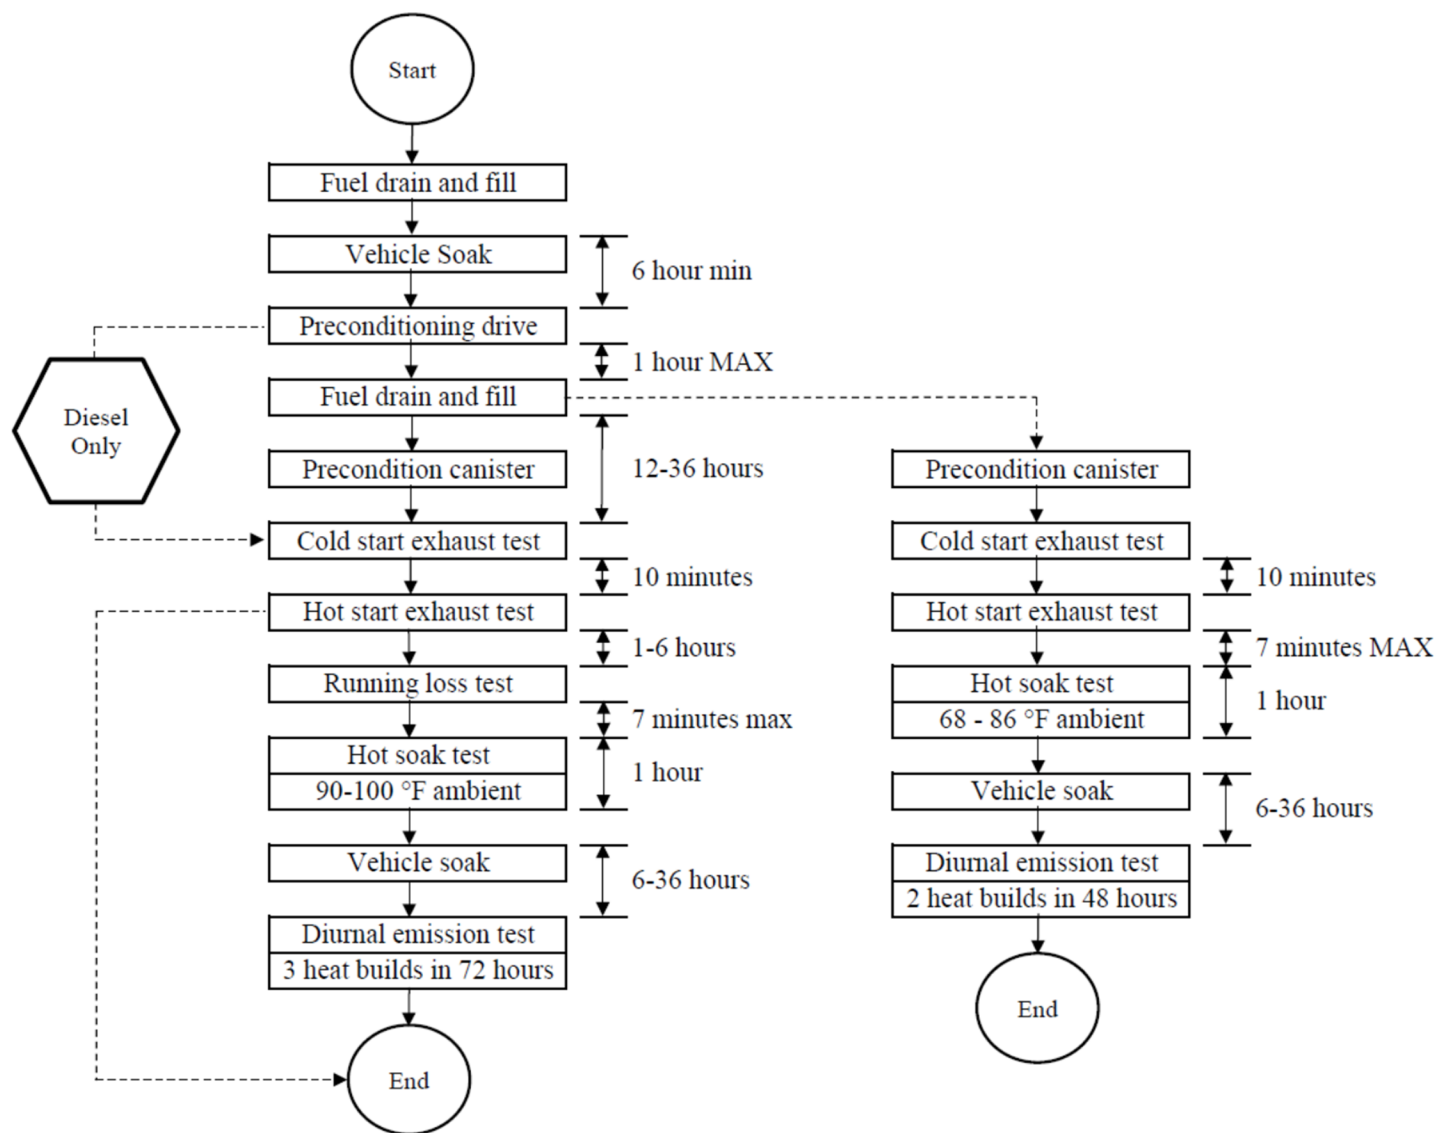 Start
Fuel drain and fill
Vehicle Soak
6 hour min
Preconditioning drive
1 hour MAX
Fuel drain and fill
Diesel
Only
Precondition canister
12-36 hours
Cold start exhaust test
10 minutes
Hot start exhaust test
1-6 hours
Running loss test
7 minutes max
Hot soak test
90-100 °F ambient
1 hour
Vehicle soak
6-36 hours
Diurnal emission test
3 heat builds in 72 hours
End
Precondition canister
Cold start exhaust test
10 minutes
Hot start exhaust test
7 minutes MAX
Hot soak test
68 - 86 °F ambient
1 hour
Vehicle soak
6-36 hours
Diurnal emission test
2 heat builds in 48 hours
End